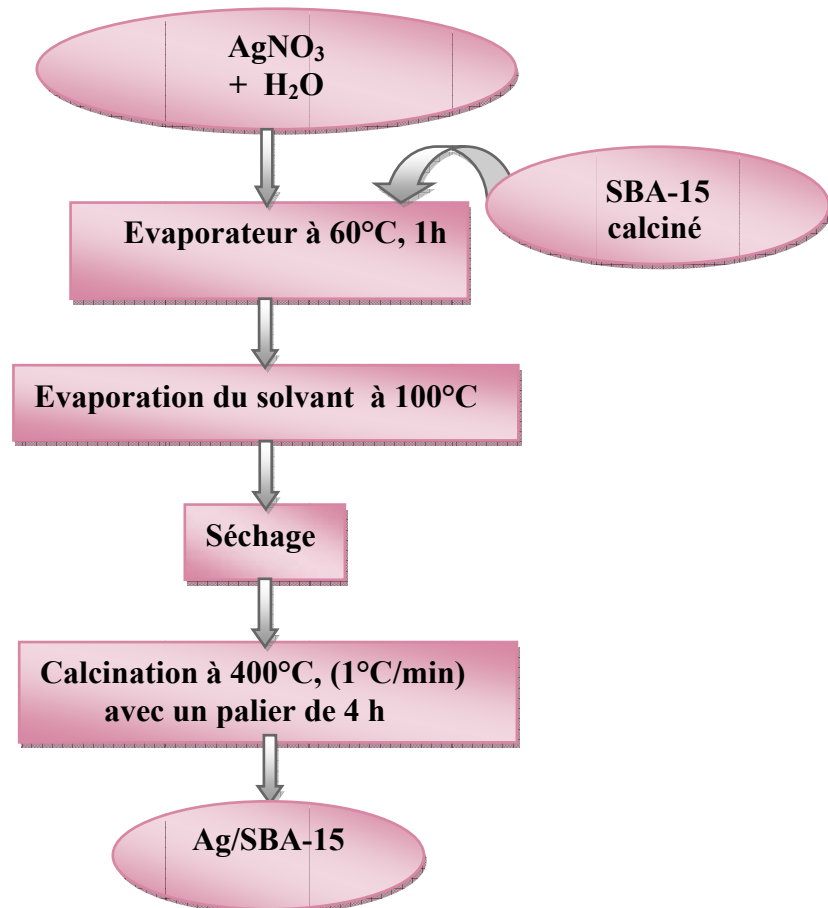 AgNO₃
+ H₂O
SBA-15
calciné
Evaporateur à 60°C, 1h
Evaporation du solvant à 100°C
Séchage
Calcination à 400°C, (1°C/min)
avec un palier de 4 h
Ag/SBA-15